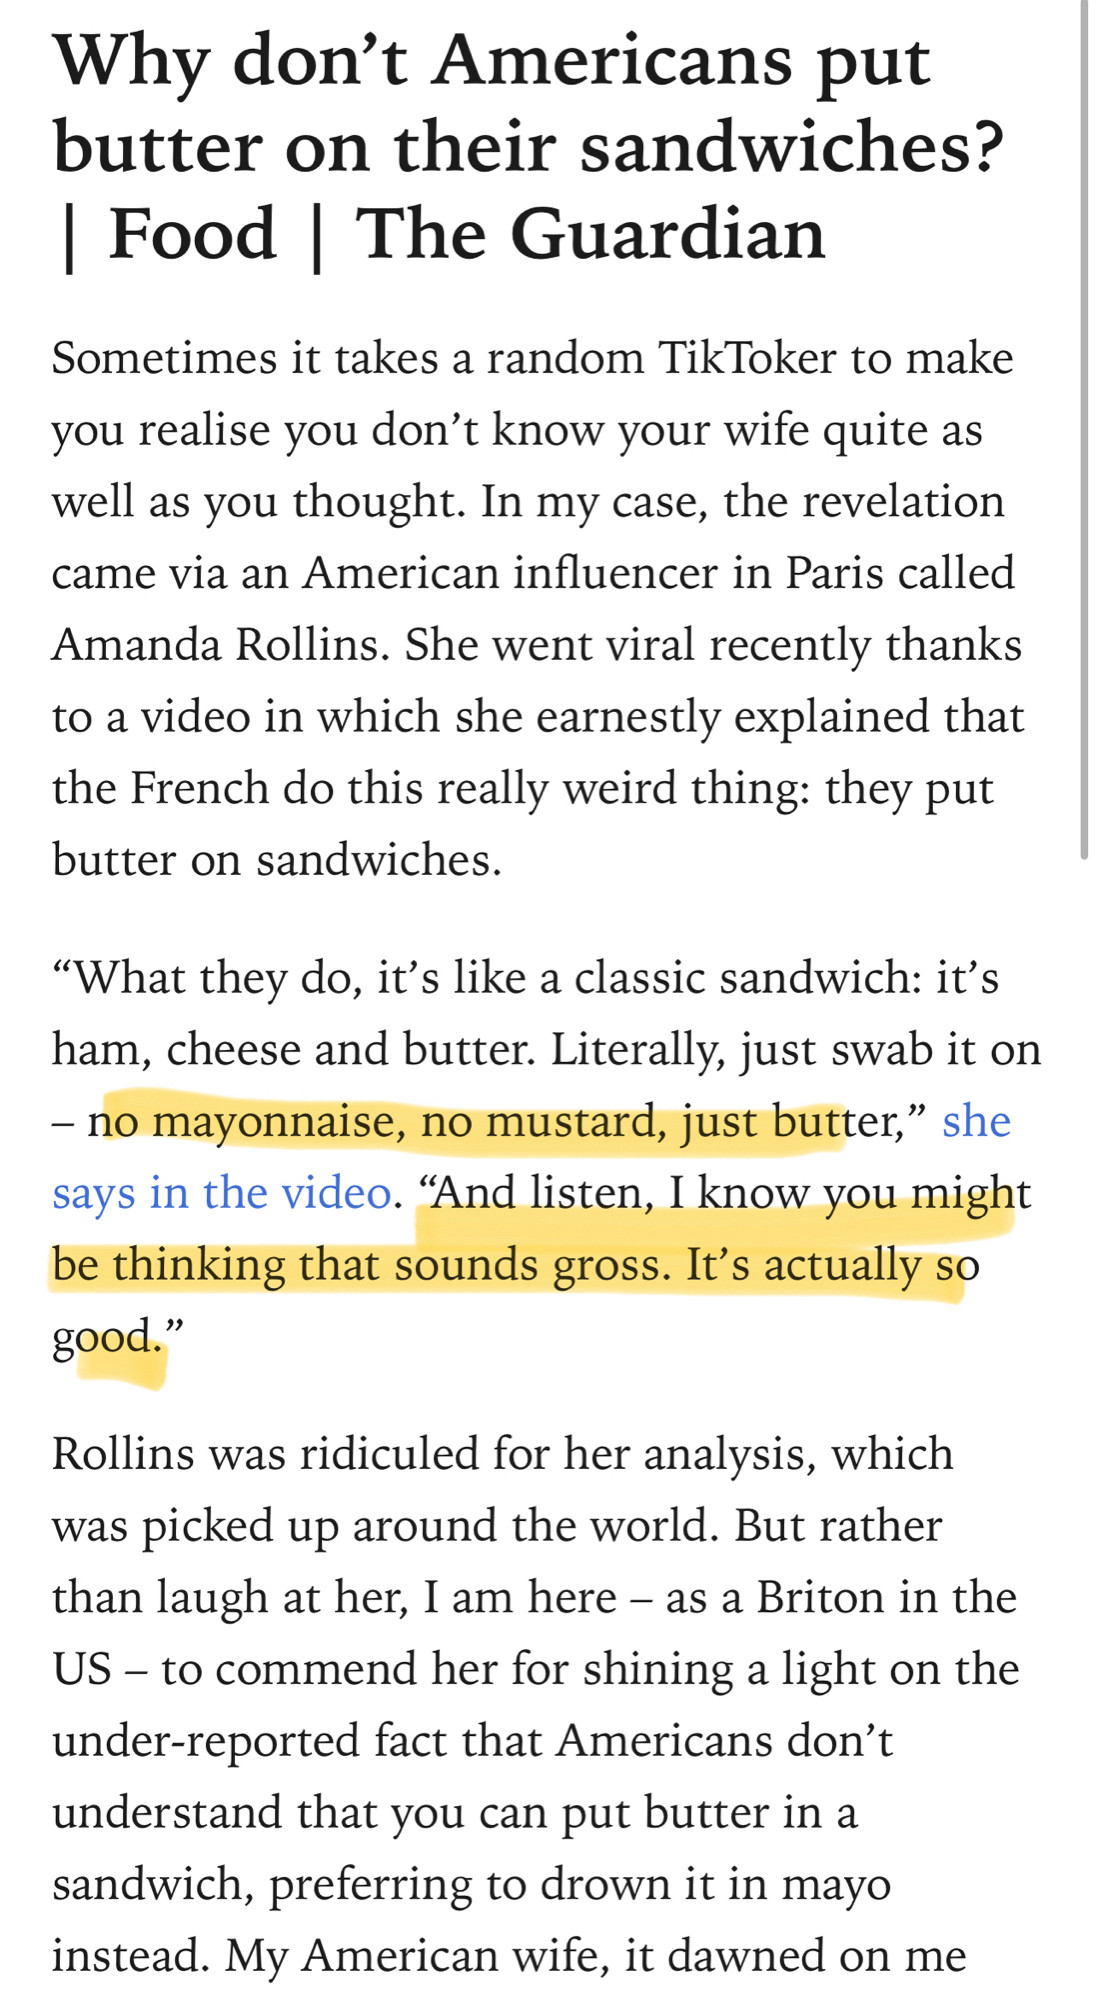 Why don’t Americans put
butter on their sandwiches?
| Food | The Guardian
Sometimes it takes a random TikToker to make
you realise you don’t know your wife quite as
well as you thought. In my case, the revelation
came via an American influencer in Paris called
Amanda Rollins. She went viral recently thanks
to a video in which she earnestly explained that
the French do this really weird thing: they put
butter on sandwiches.
“What they do, it’s like a classic sandwich: it’s
ham, cheese and butter. Literally, just swab it on
– no mayonnaise, no mustard, just butter,” she
says in the video. “And listen, I know you might
be thinking that sounds gross. It’s actually so
good.”
Rollins was ridiculed for her analysis, which
was picked up around the world. But rather
than laugh at her, I am here – as a Briton in the
US – to commend her for shining a light on the
under-reported fact that Americans don’t
understand that you can put butter in a
sandwich, preferring to drown it in mayo
instead. My American wife, it dawned on me